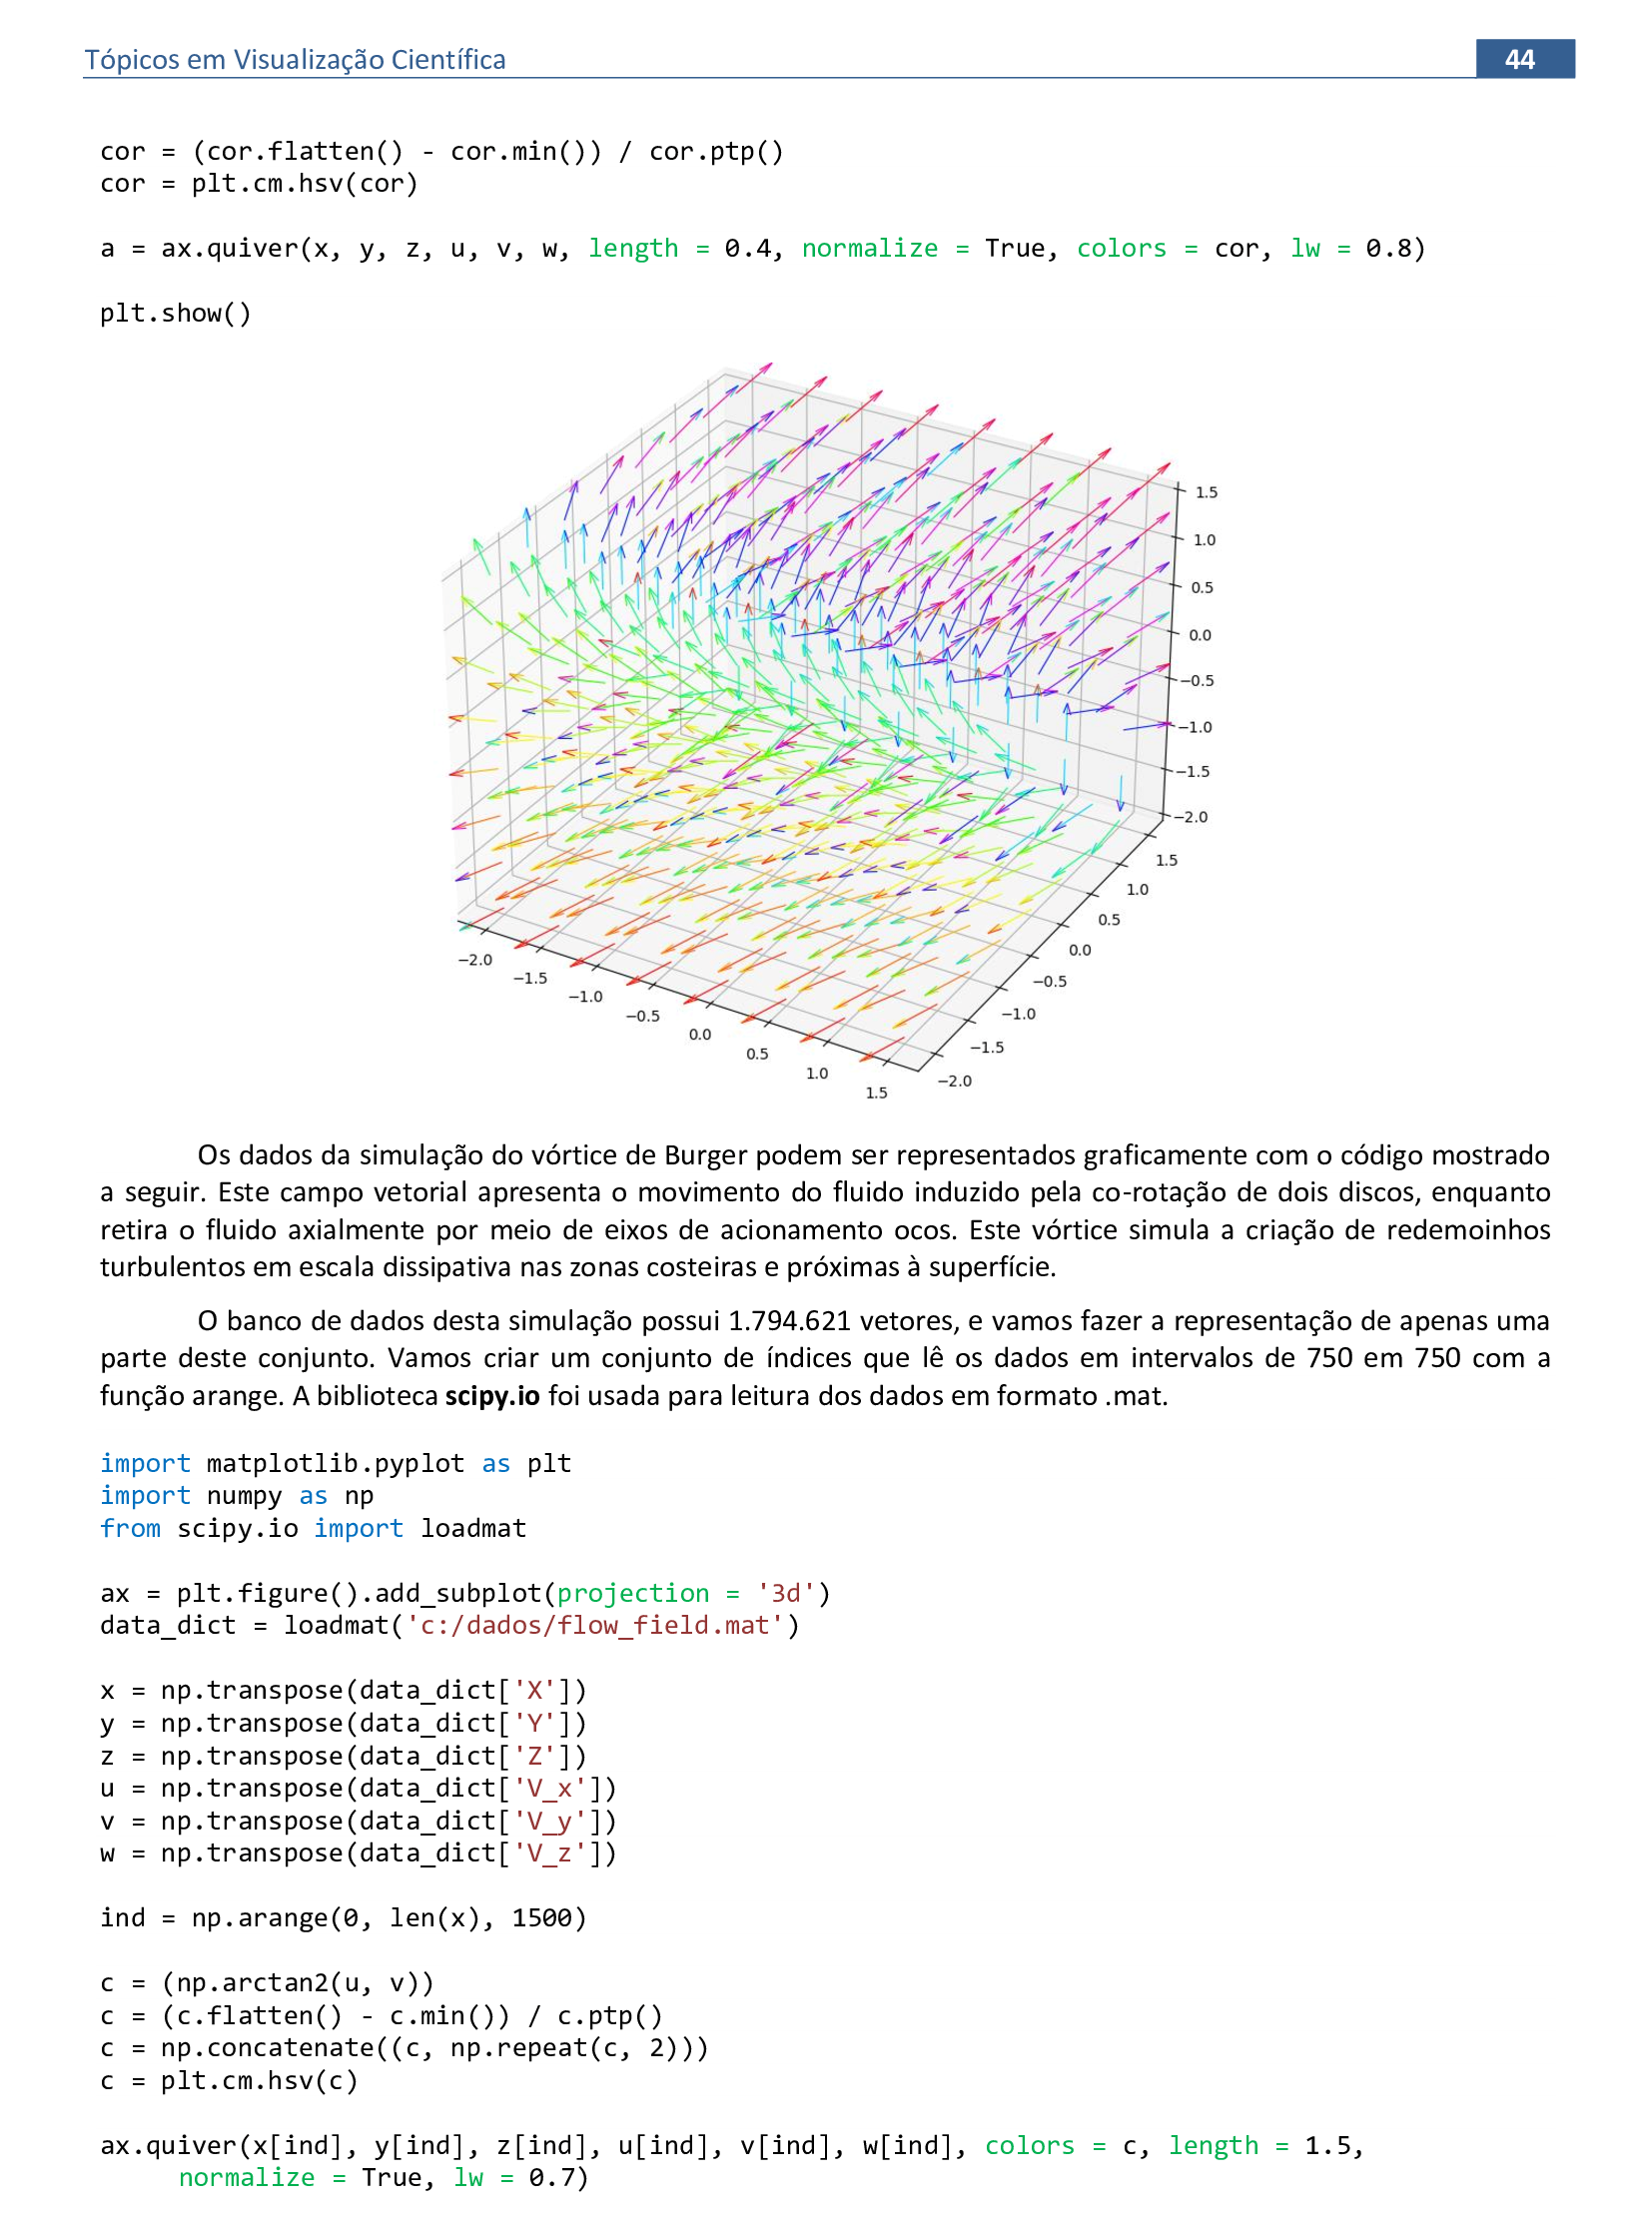 Tópicos em Visualização Científica 44
cor = (cor.flatten() - cor.min()) / cor.ptp()
cor = plt.cm.hsv(cor)
a = ax.quiver(x, y, z, u, v, w, length = 0.4, normalize = True, colors = cor, lw = 0.8)
plt.show()
1.5
1.0
0.5
0.0
−0.5
−1.0
−1.5
−2.0
1.5
1.0
0.5
0.0
−0.5
−1.0
−1.5
−2.0
−2.0
−1.5
−1.0
−0.5
0.0
0.5
1.0
1.5
Os dados da simulação do vórtice de Burger podem ser representados graficamente com o código mostrado
a seguir. Este campo vetorial apresenta o movimento do fluido induzido pela co-rotação de dois discos, enquanto
retira o fluido axialmente por meio de eixos de acionamento ocos. Este vórtice simula a criação de redemoinhos
turbulentos em escala dissipativa nas zonas costeiras e próximas à superfície.
O banco de dados desta simulação possui 1.794.621 vetores, e vamos fazer a representação de apenas uma
parte deste conjunto. Vamos criar um conjunto de índices que lê os dados em intervalos de 750 em 750 com a
função arange. A biblioteca scipy.io foi usada para leitura dos dados em formato .mat.
import matplotlib.pyplot as plt
import numpy as np
from scipy.io import loadmat
ax = plt.figure().add_subplot(projection = '3d')
data_dict = loadmat('c:/dados/flow_field.mat')
x = np.transpose(data_dict['X'])
y = np.transpose(data_dict['Y'])
z = np.transpose(data_dict['Z'])
u = np.transpose(data_dict['V_x'])
v = np.transpose(data_dict['V_y'])
w = np.transpose(data_dict['V_z'])
ind = np.arange(0, len(x), 1500)
c = (np.arctan2(u, v))
c = (c.flatten() - c.min()) / c.ptp()
c = np.concatenate((c, np.repeat(c, 2)))
c = plt.cm.hsv(c)
ax.quiver(x[ind], y[ind], z[ind], u[ind], v[ind], w[ind], colors = c, length = 1.5,
normalize = True, lw = 0.7)